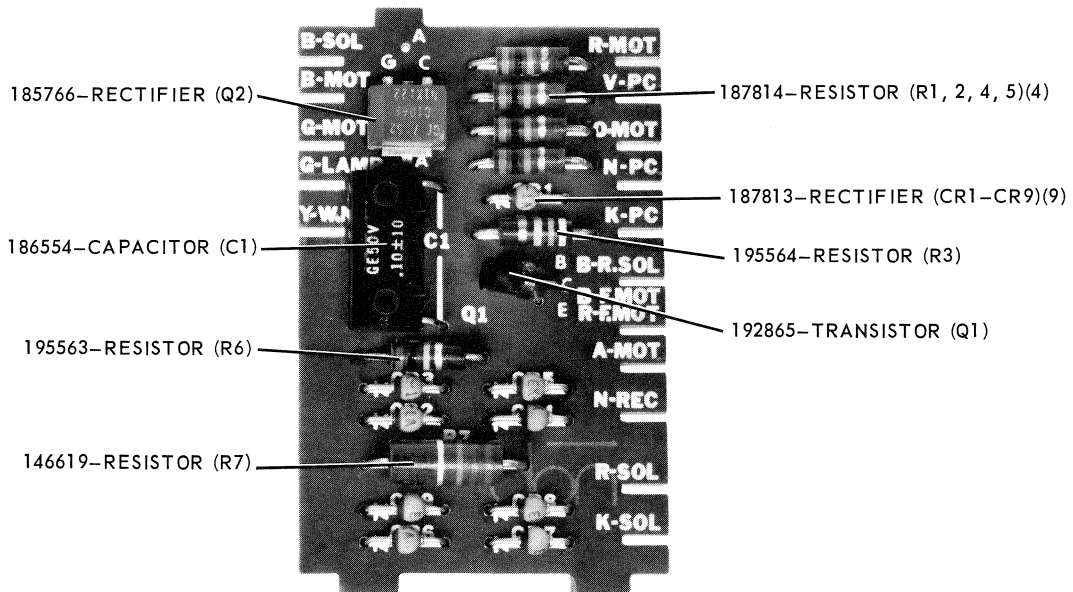 B-SOL
A
R-MOT
G C
B-MOT
V-PC
185766–RECTIFIER (Q2)
187814–RESISTOR (R1, 2, 4, 5)(4)
G-MOT
O-MOT
G-LAMP
A
N-PC
187813–RECTIFIER (CR1–CR9)(9)
K-PC
186554–CAPACITOR (C1)
GE50V
.10±10
C1
195564–RESISTOR (R3)
B
B-R.SOL
C
B-F.MOT
E
R-F.MOT
Q1
192865–TRANSISTOR (Q1)
195563–RESISTOR (R6)
A-MOT
N-REC
R7
146619–RESISTOR (R7)
R-SOL
K-SOL